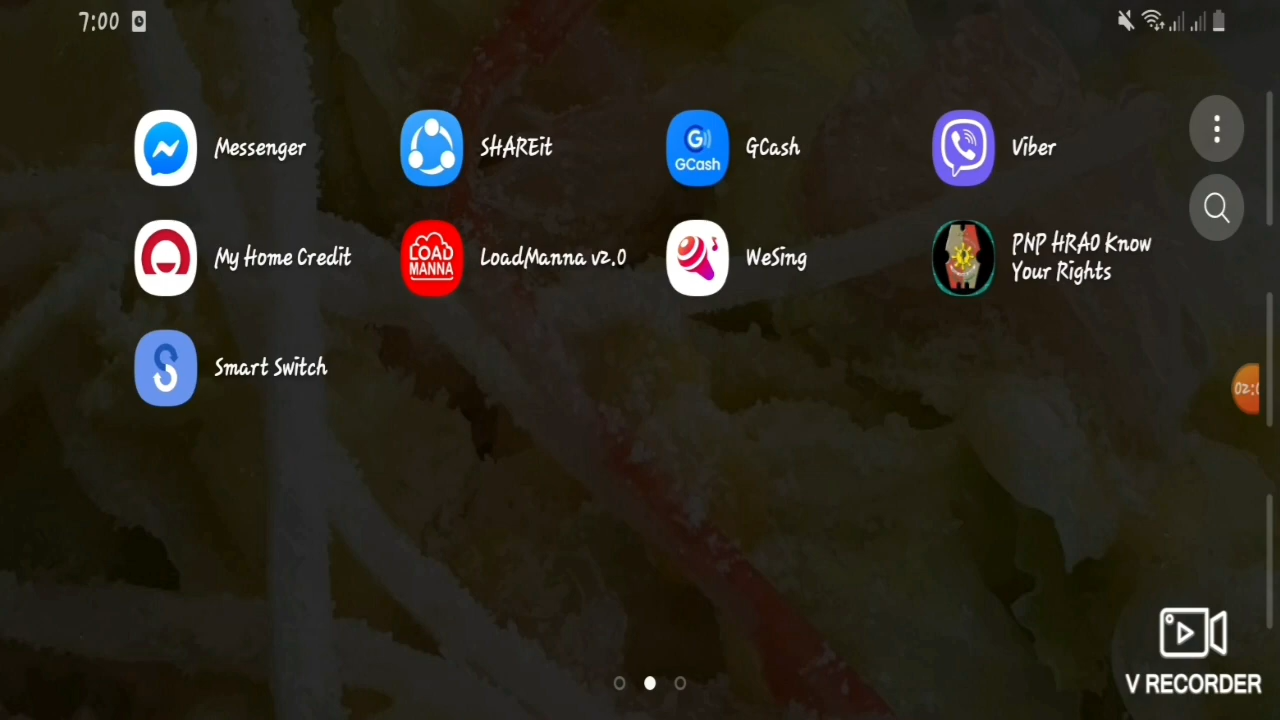 7:00
Messenger
SHAREit
G
GCash
GCash
Viber
My Home Credit
LOAD
MANNA
LoadManna v2.0
WeSing
PNP HRAO Know
Your Rights
Smart Switch
V RECORDER